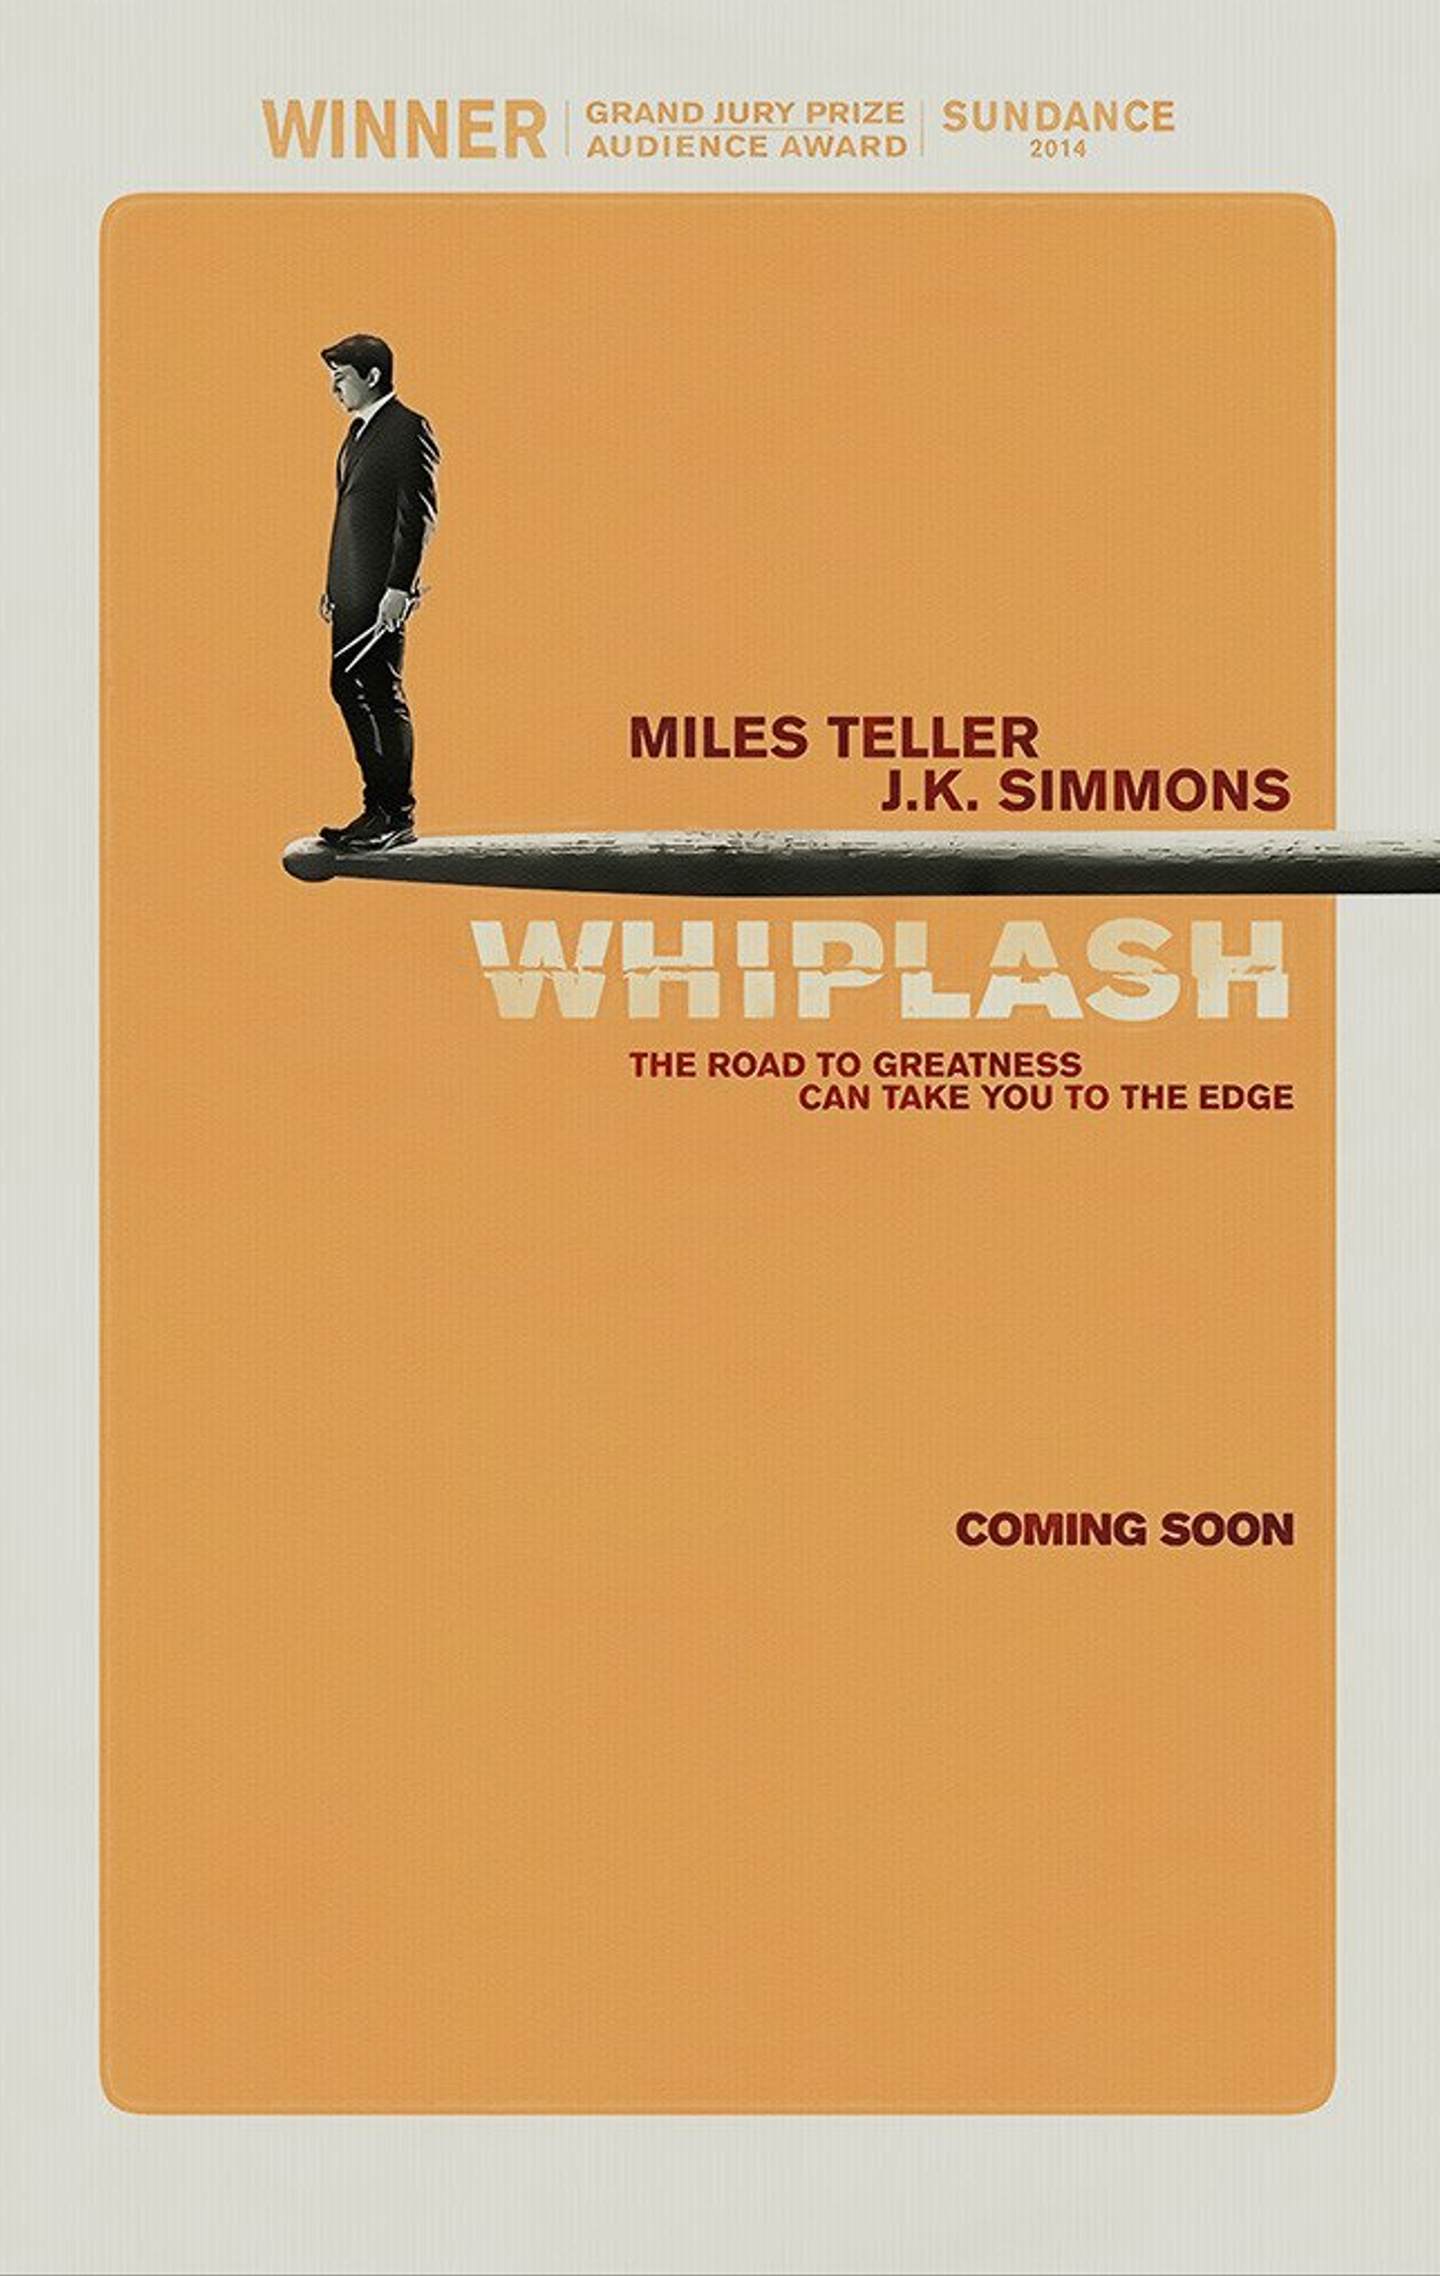 WINNER
GRAND JURY PRIZE
AUDIENCE AWARD
SUNDANCE
2014
MILES TELLER
J.K. SIMMONS
WHIPLASH
THE ROAD TO GREATNESS
CAN TAKE YOU TO THE EDGE
COMING SOON